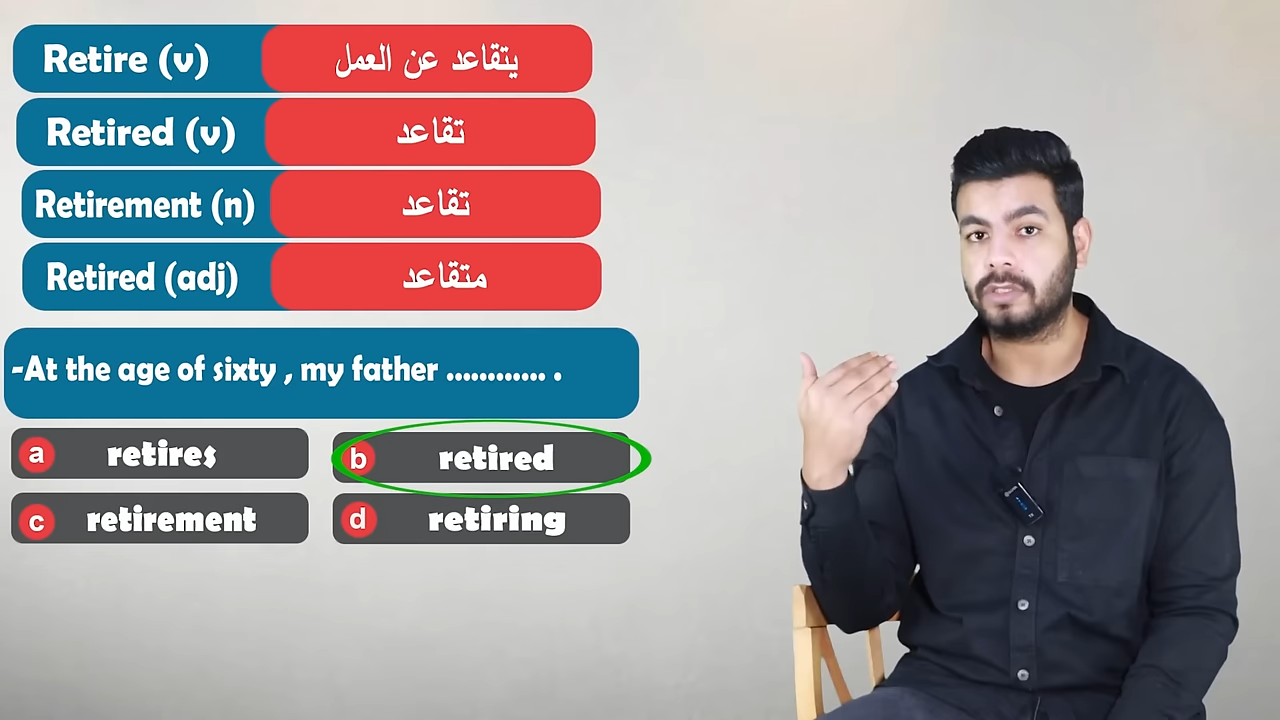 Retire (v) يتقاعد عن العمل
Retired (v) تقاعد
Retirement (n) تقاعد
Retired (adj) متقاعد
-At the age of sixty , my father ............ .
a retires
b retired
c retirement
d retiring